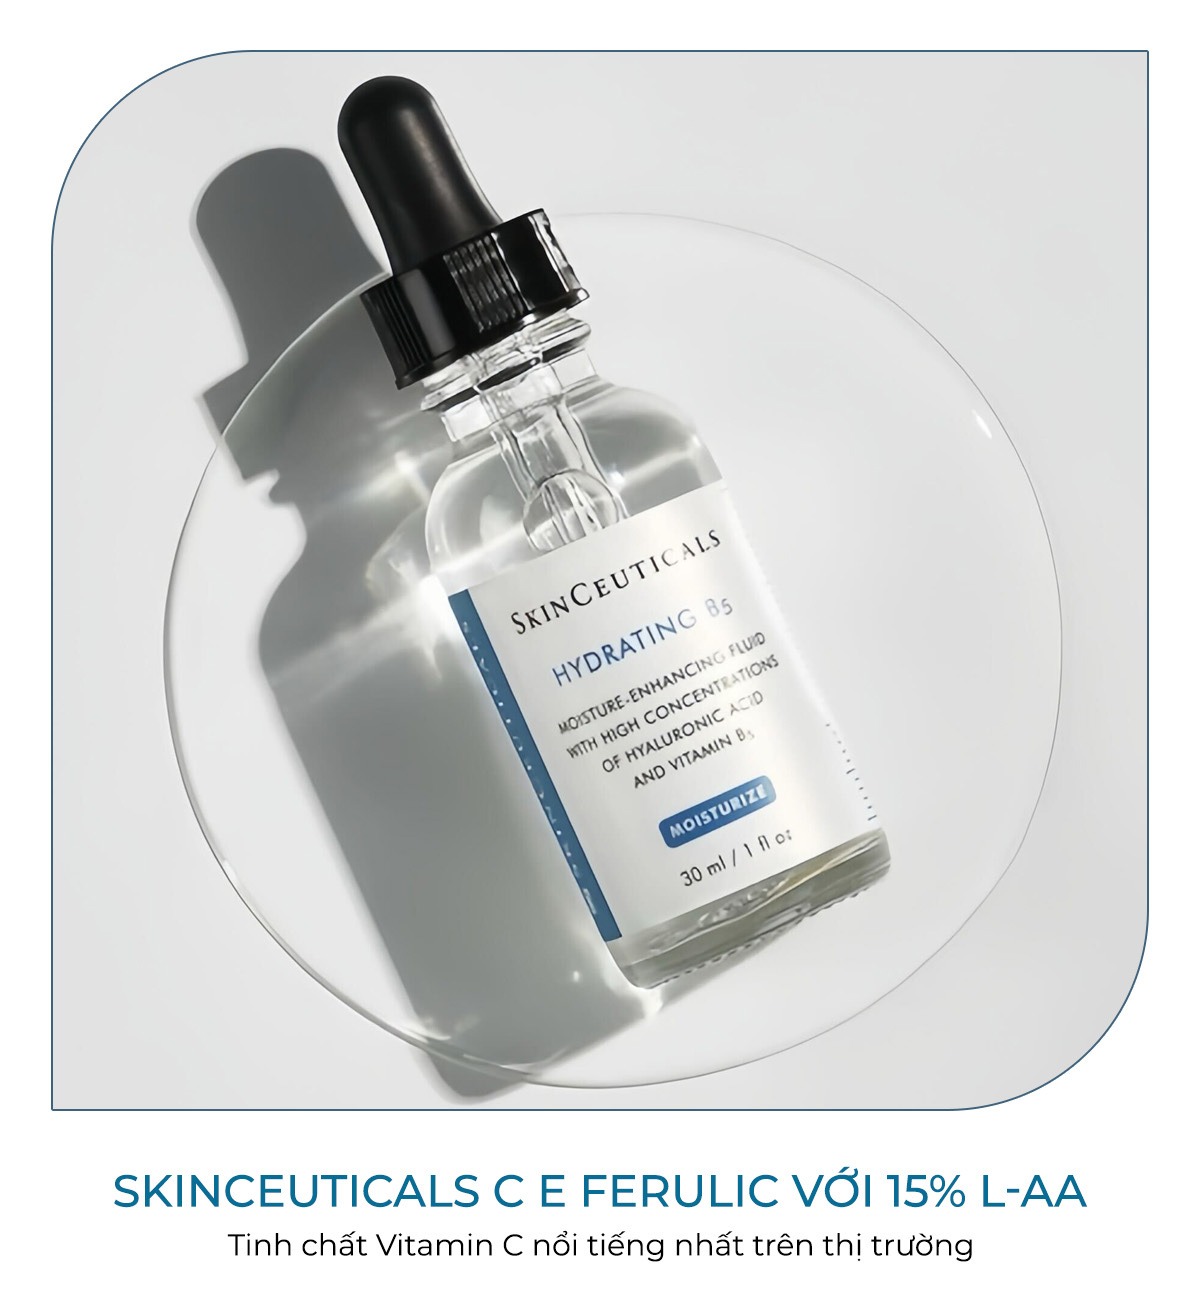 SKINCEUTICALS
HYDRATING B5
MOISTURE-ENHANCING FLUID
WITH HIGH CONCENTRATIONS
OF HYALURONIC ACID
AND VITAMIN B5
MOISTURIZE
30 ml / 1 fl oz
SKINCEUTICALS C E FERULIC VỚI 15% L-AA
Tinh chất Vitamin C nổi tiếng nhất trên thị trường